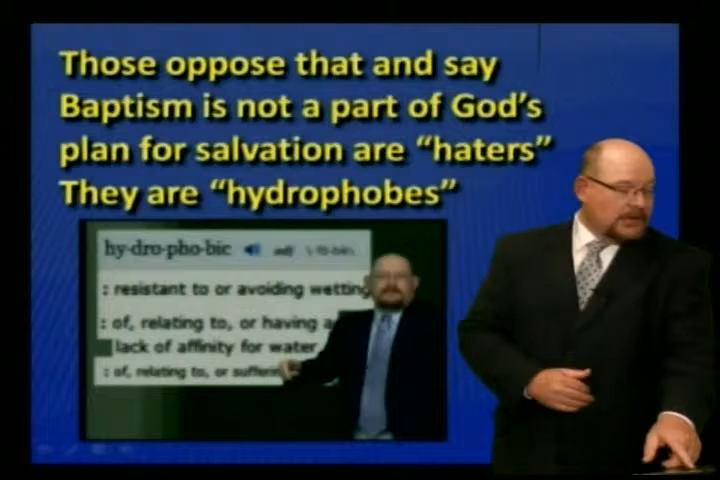 Those oppose that and say
Baptism is not a part of God's
plan for salvation are “haters”
They are “hydrophobes”
hy·dro·pho·bic adj
: resistant to or avoiding wetting
: of, relating to, or having a
lack of affinity for water
: of, relating to, or